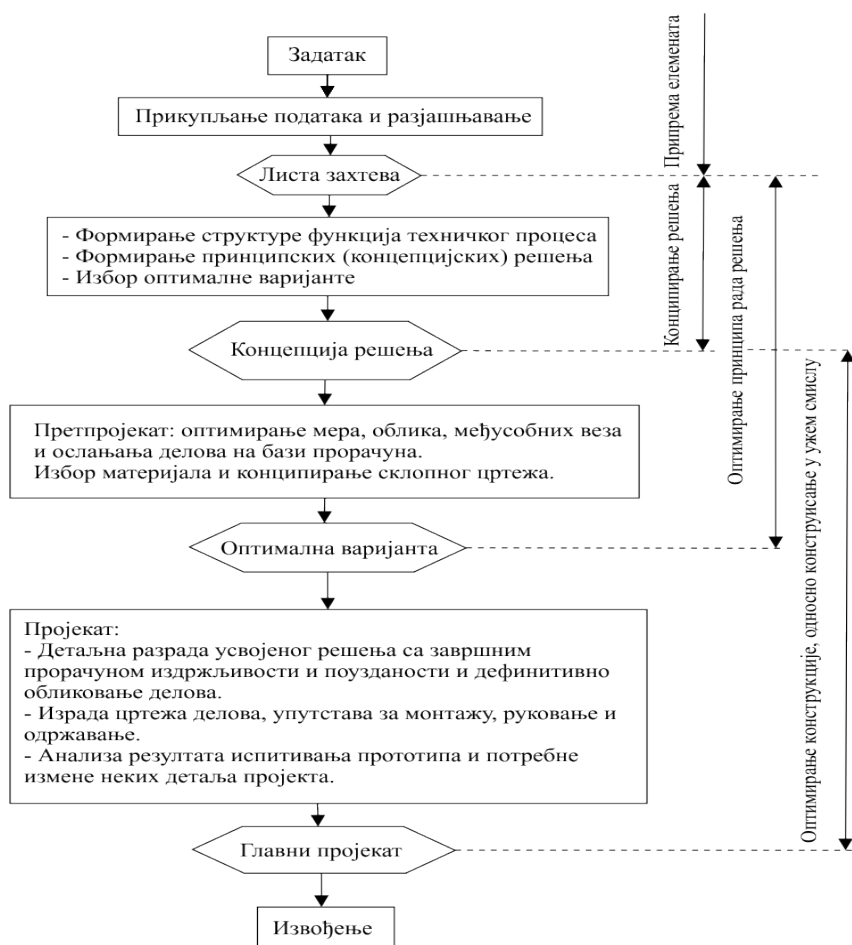 Задатак
Прикупљање података и разјашњавање
Листа захтева
- Формирање структуре функција техничког процеса
- Формирање принципских (концепцијских) решења
- Избор оптималне варијанте
Концепција решења
Претпројекат: оптимирање мера, облика, међусобних веза
и ослањања делова на бази прорачуна.
Избор материјала и конципирање склопног цртежа.
Оптимална варијанта
Пројекат:
- Детаљна разрада усвојеног решења са завршним
прорачуном издржљивости и поузданости и дефинитивно
обликовање делова.
- Израда цртежа делова, упутстава за монтажу, руковање и
одржавање.
- Анализа резултата испитивања прототипа и потребне
измене неких детаља пројекта.
Главни пројекат
Извођење
Припрема елемената
Конципирање решења
Оптимирање принципа рада решења
Оптимирање конструкције, односно конструисање у ужем смислу